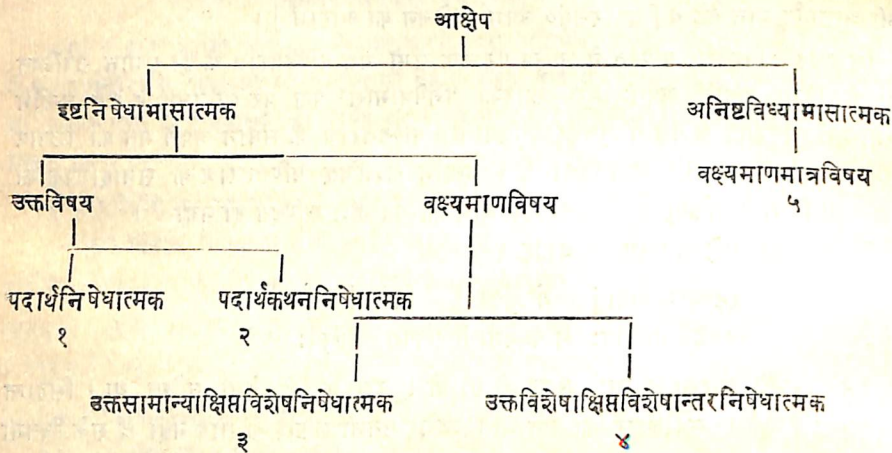 आक्षेप
इष्टनिषेधाभासात्मक अनिष्टविध्याभासात्मक
वक्ष्यमाणमात्रविषय
५
उक्तविषय वक्ष्यमाणविषय
पदार्थनिषेधात्मक पदार्थकथननिषेधात्मक
१ २
उक्तसामान्याक्षिप्तविशेषनिषेधात्मक उक्तविशेषाक्षिप्तविशेषान्तरनिषेधात्मक
३ ४